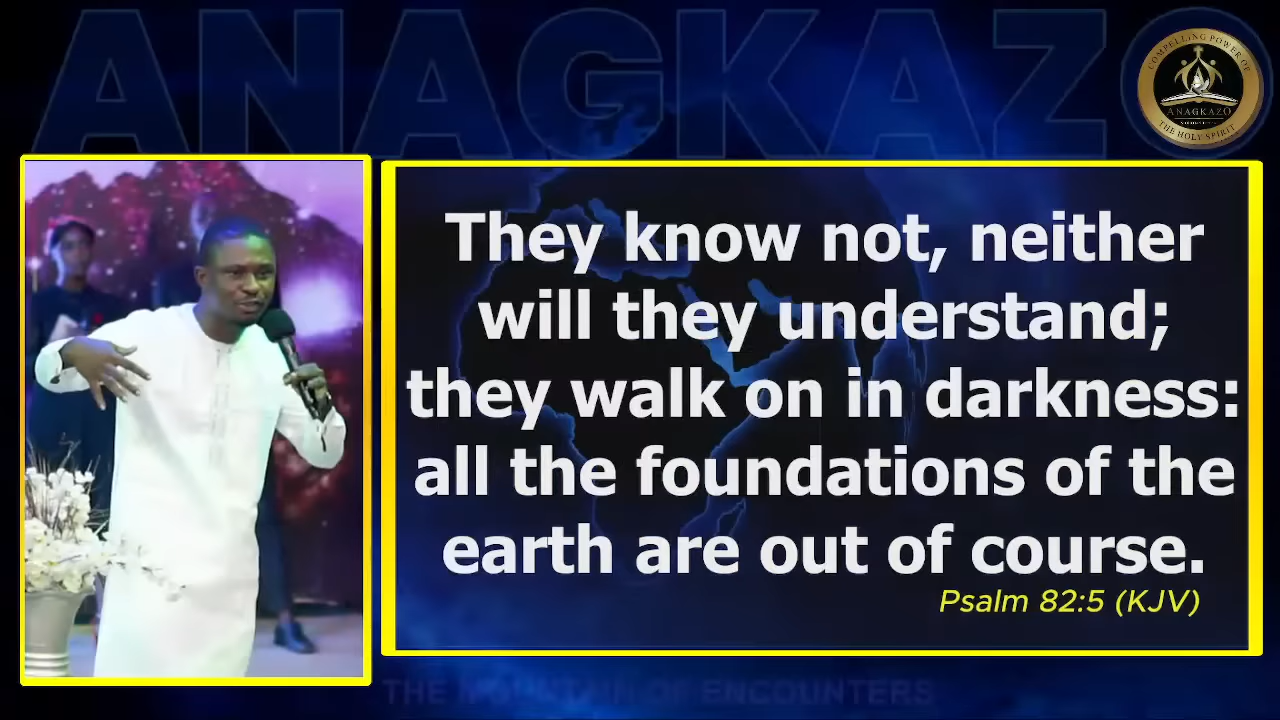 ANAGKAZO
COMPELLING POWER OF
ANAGKAZO
THE HOLY SPIRIT
They know not, neither
will they understand;
they walk on in darkness:
all the foundations of the
earth are out of course.
Psalm 82:5 (KJV)
THE MOUNTAIN OF ENCOUNTERS